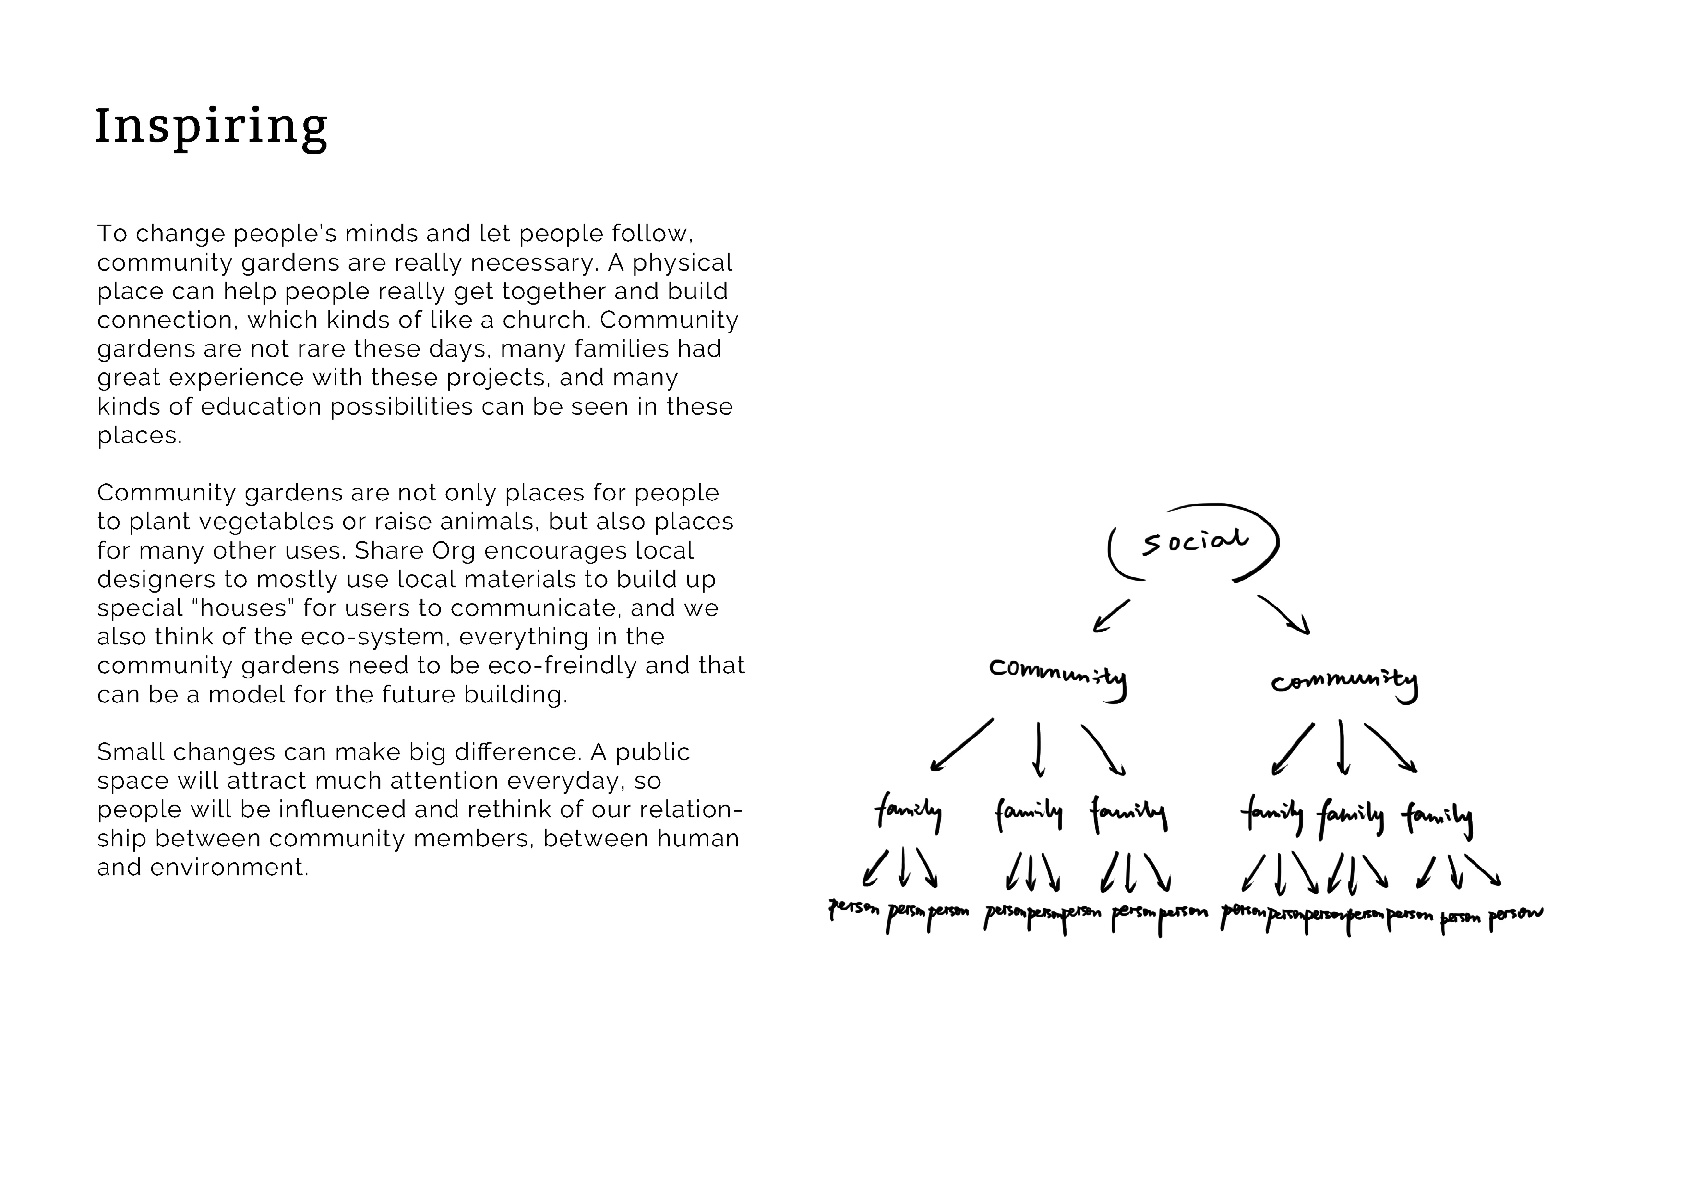 Inspiring
To change people's minds and let people follow,
community gardens are really necessary. A physical
place can help people really get together and build
connection, which kinds of like a church. Community
gardens are not rare these days, many families had
great experience with these projects, and many
kinds of education possibilities can be seen in these
places.
Community gardens are not only places for people
to plant vegetables or raise animals, but also places
for many other uses. Share Org encourages local
designers to mostly use local materials to build up
special "houses" for users to communicate, and we
also think of the eco-system, everything in the
community gardens need to be eco-freindly and that
can be a model for the future building.
Small changes can make big difference. A public
space will attract much attention everyday, so
people will be influenced and rethink of our relation-
ship between community members, between human
and environment.
social
community community
family family family family family family
person person person person person person person person person person person person person person person